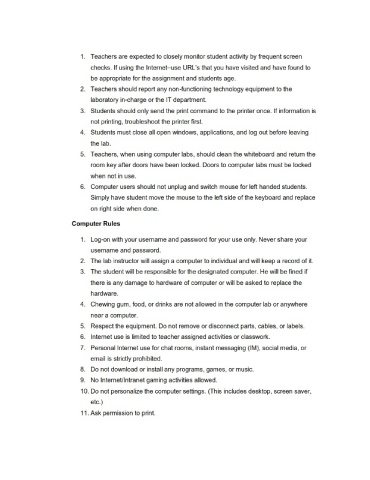 1. Teachers are expected to closely monitor student activity by frequent screen
checks. If using the Internet–use URL's that you have visited and have found to
be appropriate for the assignment and students age.
2. Teachers should report any non-functioning technology equipment to the
laboratory in-charge or the IT department.
3. Students should only send the print command to the printer once. If information is
not printing, troubleshoot the printer first.
4. Students must close all open windows, applications, and log out before leaving
the lab.
5. Teachers, when using computer labs, should clean the whiteboard and return the
room key after doors have been locked. Doors to computer labs must be locked
when not in use.
6. Computer users should not unplug and switch mouse for left handed students.
Simply have student move the mouse to the left side of the keyboard and replace
on right side when done.
Computer Rules
1. Log-on with your username and password for your use only. Never share your
username and password.
2. The lab instructor will assign a computer to individual and will keep a record of it.
3. The student will be responsible for the designated computer. He will be fined if
there is any damage to hardware of computer or will be asked to replace the
hardware.
4. Chewing gum, food, or drinks are not allowed in the computer lab or anywhere
near a computer.
5. Respect the equipment. Do not remove or disconnect parts, cables, or labels.
6. Internet use is limited to teacher assigned activities or classwork.
7. Personal Internet use for chat rooms, instant messaging (IM), social media, or
email is strictly prohibited.
8. Do not download or install any programs, games, or music.
9. No Internet/Intranet gaming activities allowed.
10. Do not personalize the computer settings. (This includes desktop, screen saver,
etc.)
11. Ask permission to print.